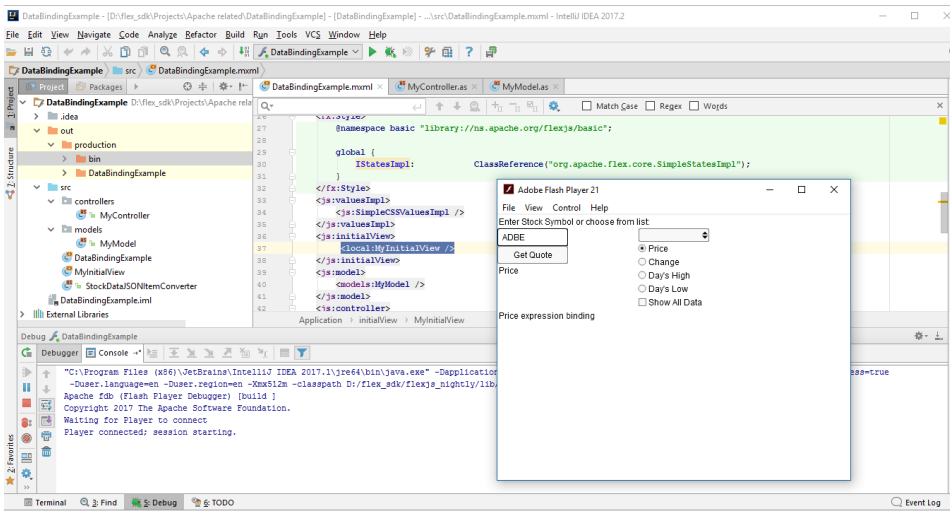 DataBindingExample - [D:\flex_sdk\Projects\Apache related\DataBindingExample] - [DataBindingExample] - ...\src\DataBindingExample.mxml - IntelliJ IDEA 2017.2
File Edit View Navigate Code Analyze Refactor Build Run Tools VCS Window Help
DataBindingExample
DataBindingExample src DataBindingExample.mxml
1: Project
Z: Structure
2: Favorites
Project Packages
DataBindingExample D:\flex_sdk\Projects\Apache rela
.idea
out
production
bin
DataBindingExample
src
controllers
MyController
models
MyModel
DataBindingExample
MyInitialView
StockDataJSONItemConverter
DataBindingExample.iml
External Libraries
DataBindingExample.mxml MyController.as MyModel.as
Match Case Regex Words
26 <fx:Style>
27 @namespace basic "library://ns.apache.org/flexjs/basic";
28
29 global {
30 IStatesImpl: ClassReference("org.apache.flex.core.SimpleStatesImpl");
31 }
32 </fx:Style>
33 <js:valuesImpl>
34 <js:SimpleCSSValuesImpl />
35 </js:valuesImpl>
36 <js:initialView>
37 <local:MyInitialView />
38 </js:initialView>
39 <js:model>
40 <models:MyModel />
41 </js:model>
42 <js:controller>
Application initialView MyInitialView
Adobe Flash Player 21
File View Control Help
Enter Stock Symbol or choose from list:
ADBE
Get Quote
Price
Price
Change
Day's High
Day's Low
Show All Data
Price expression binding
Debug DataBindingExample
Debugger Console
"C:\Program Files (x86)\JetBrains\IntelliJ IDEA 2017.1\jre64\bin\java.exe" -Dapplication
ess=true
-Duser.language=en -Duser.region=en -Xmx512m -classpath D:/flex_sdk/flexjs_nightly/lib/
Apache fdb (Flash Player Debugger) [build ]
Copyright 2017 The Apache Software Foundation.
Waiting for Player to connect
Player connected; session starting.
Terminal 3: Find 5: Debug 6: TODO Event Log